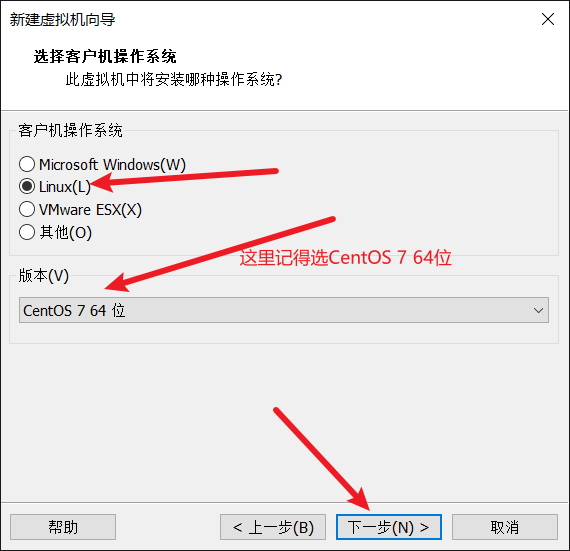 新建虚拟机向导
选择客户机操作系统
此虚拟机中将安装哪种操作系统?
客户机操作系统
Microsoft Windows(W)
Linux(L)
VMware ESX(X)
其他(O)
这里记得选CentOS 7 64位
版本(V)
CentOS 7 64 位
帮助
< 上一步(B)
下一步(N) >
取消